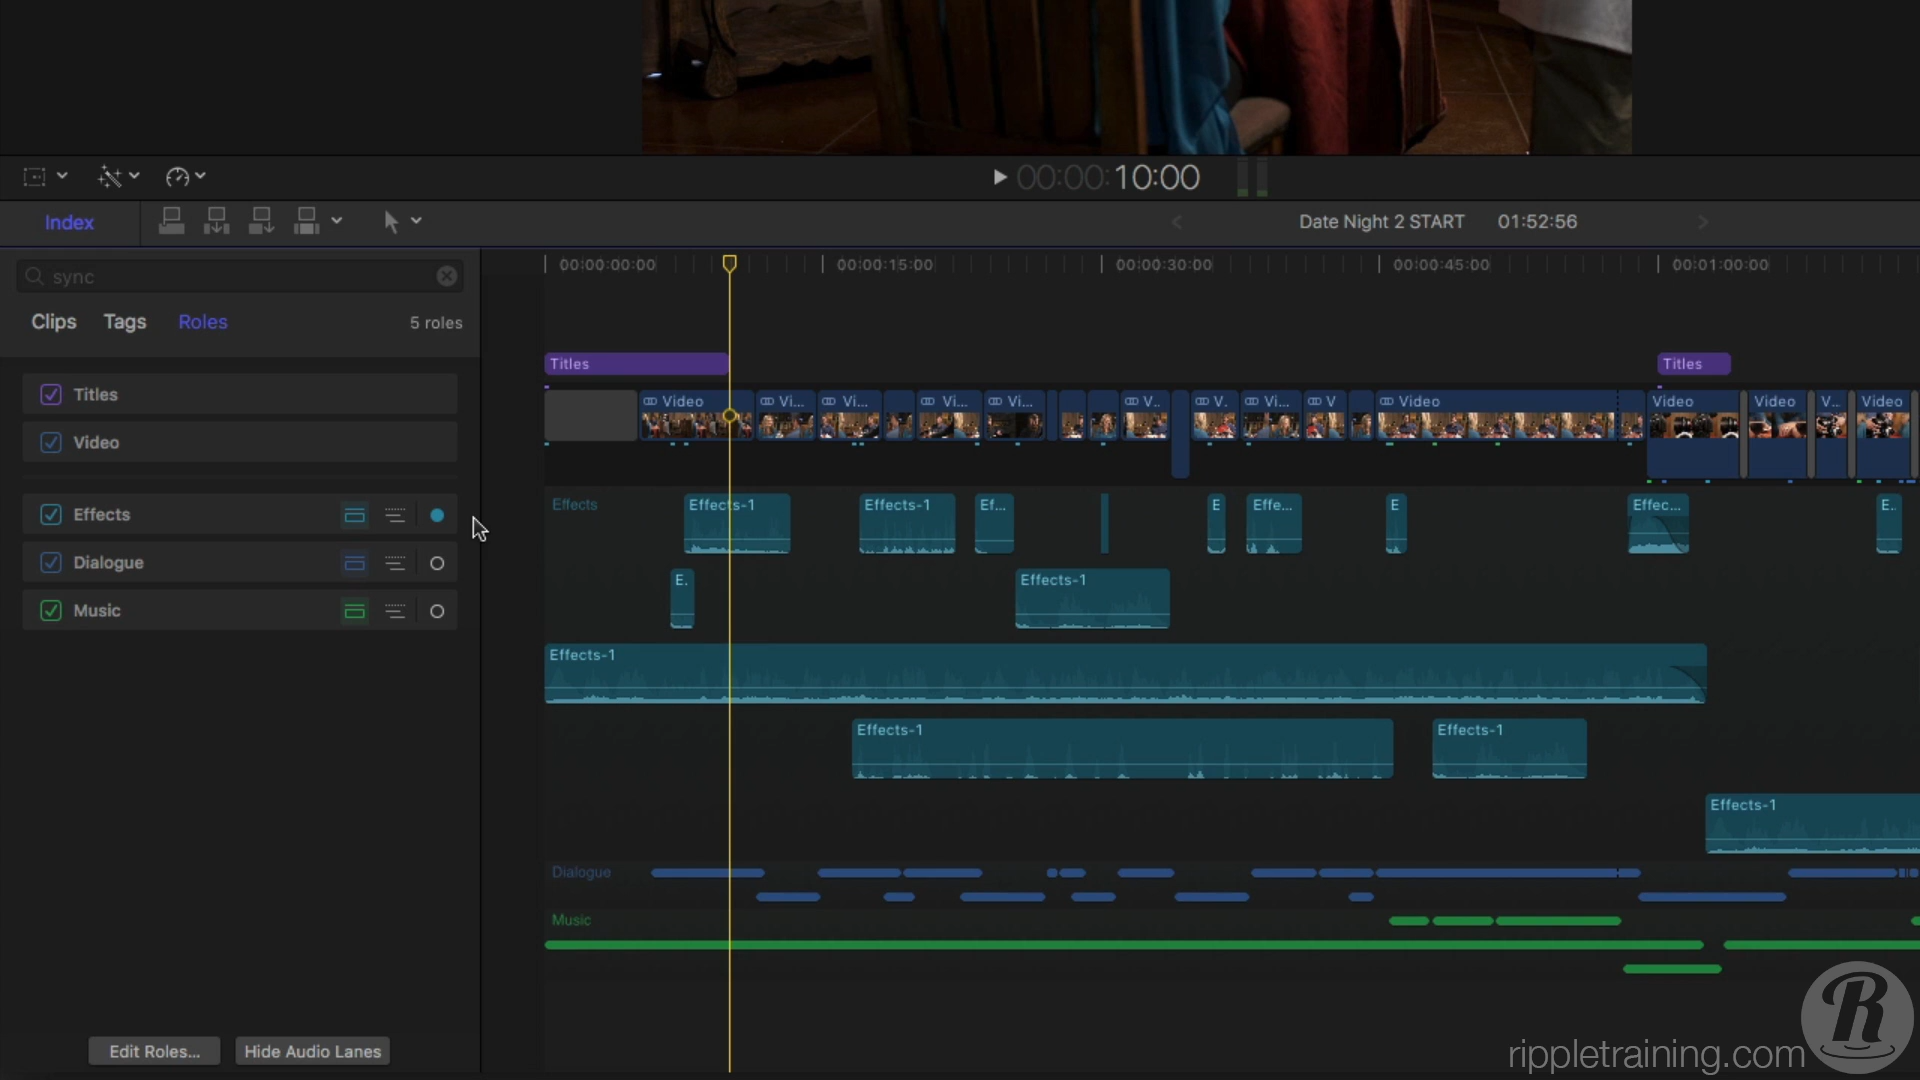 00:00:10:00
Index
Date Night 2 START 01:52:56
sync
00:00:00:00 00:00:15:00 00:00:30:00 00:00:45:00 00:01:00:00
Clips Tags Roles 5 roles
Titles Titles
Titles
Video Vi... Vi... Vi... Vi... V.. V. Vi... V Video Video Video V... Video
Video
Effects Effects-1 Effects-1 Ef... E Effe... E Effec... E..
Effects
Dialogue
E. Effects-1
Music
Effects-1
Effects-1 Effects-1
Effects-1
Dialogue
Music
Edit Roles... Hide Audio Lanes
R
rippletraining.com